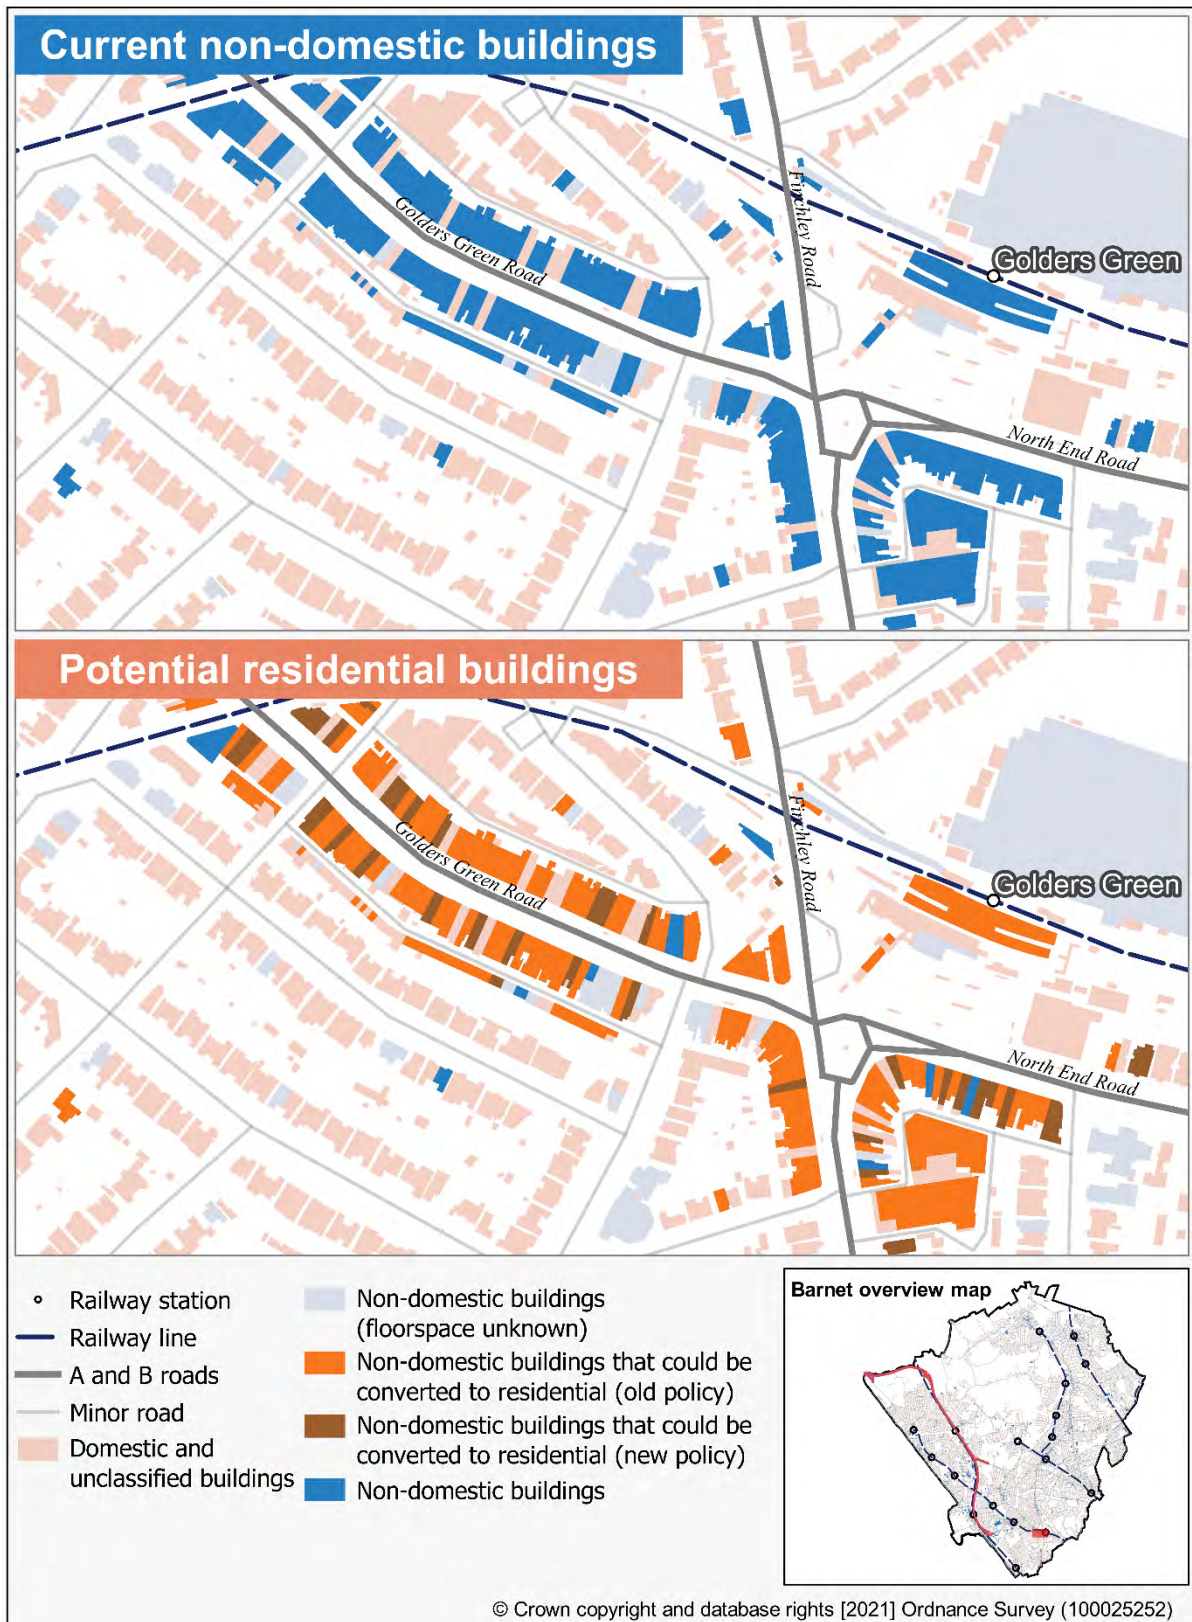 Current non-domestic buildings
Golders Green Road
Finchley Road
Golders Green
North End Road
Potential residential buildings
Golders Green Road
Finchley Road
Golders Green
North End Road
Railway station
Railway line
A and B roads
Minor road
Domestic and
unclassified buildings
Non-domestic buildings
(floorspace unknown)
Non-domestic buildings that could be
converted to residential (old policy)
Non-domestic buildings that could be
converted to residential (new policy)
Non-domestic buildings
Barnet overview map
© Crown copyright and database rights [2021] Ordnance Survey (100025252)